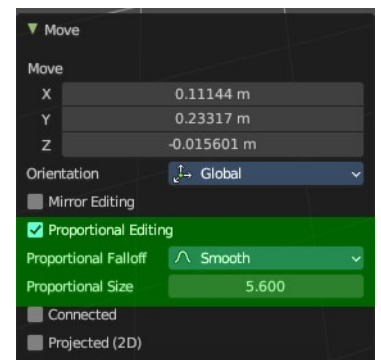 Move
Move
X 0.11144 m
Y 0.23317 m
Z -0.015601 m
Orientation Global
Mirror Editing
Proportional Editing
Proportional Falloff Smooth
Proportional Size 5.600
Connected
Projected (2D)